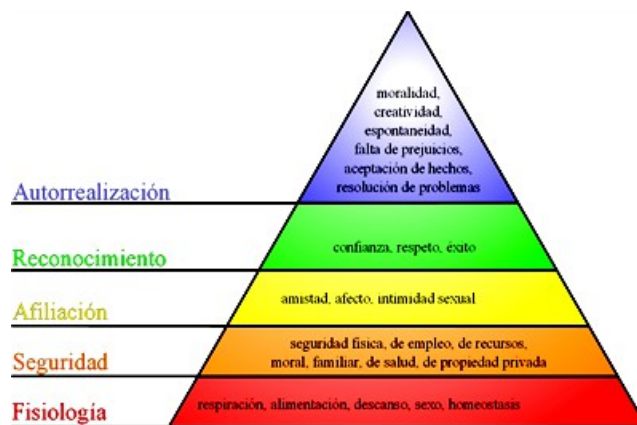 moralidad,
creatividad,
espontaneidad,
falta de prejuicios,
aceptación de hechos,
resolución de problemas
Autorrealización
confianza, respeto, éxito
Reconocimiento
amistad, afecto, intimidad sexual
Afiliación
seguridad física, de empleo, de recursos,
moral, familiar, de salud, de propiedad privada
Seguridad
respiración, alimentación, descanso, sexo, homeostasis
Fisiología